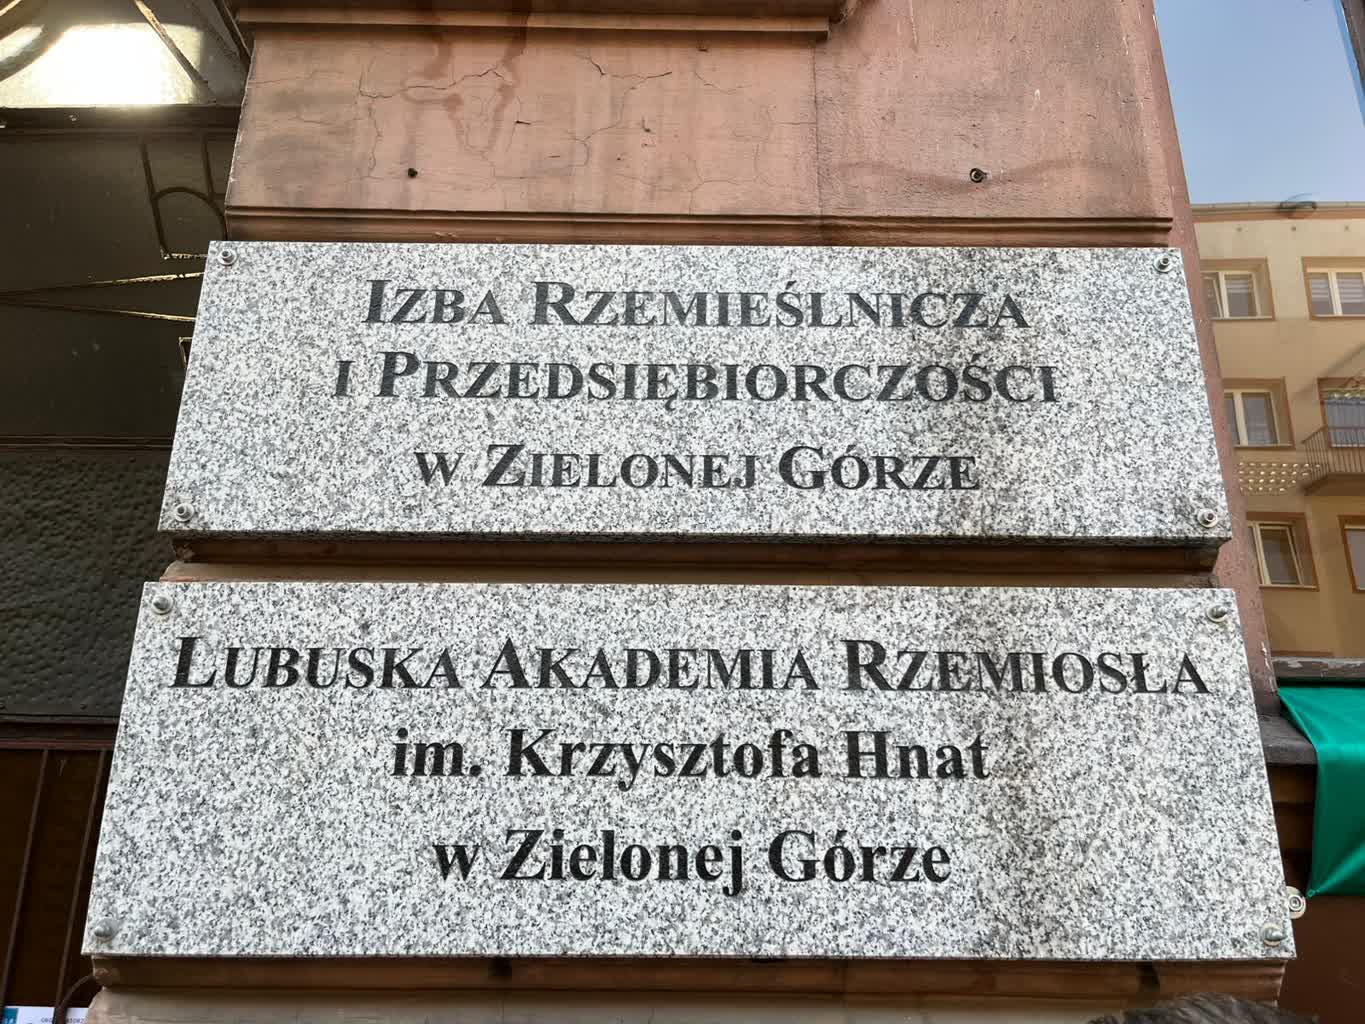 IZBA RZEMIEŚLNICZA
I PRZEDSIĘBIORCZOŚCI
W ZIELONEJ GÓRZE
LUBUSKA AKADEMIA RZEMIOSŁA
im. Krzysztofa Hnat
w Zielonej Górze